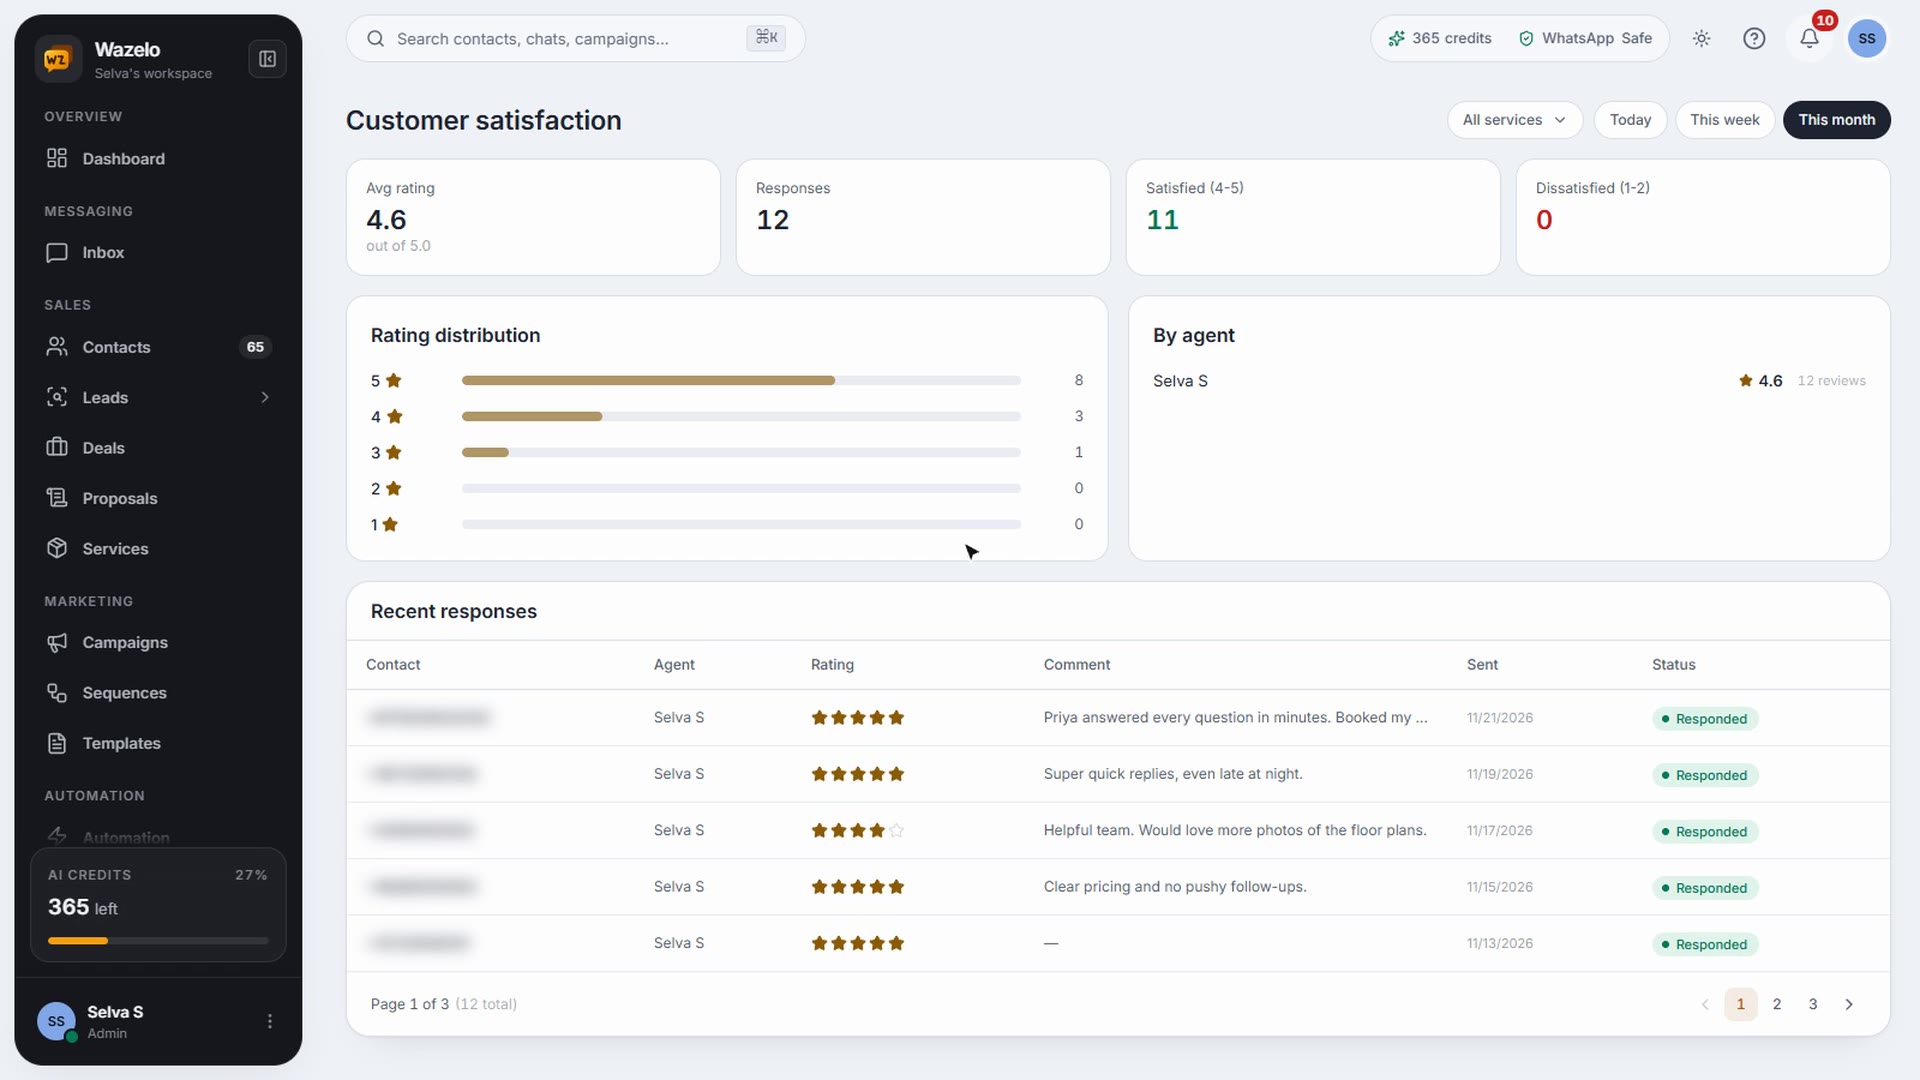 Wazelo
Selva's workspace
OVERVIEW
Dashboard
MESSAGING
Inbox
SALES
Contacts 65
Leads
Deals
Proposals
Services
MARKETING
Campaigns
Sequences
Templates
AUTOMATION
Automation
AI CREDITS 27%
365 left
SS Selva S
Admin
Search contacts, chats, campaigns... ⌘K
365 credits WhatsApp Safe 10 SS
Customer satisfaction
All services Today This week This month
Avg rating
4.6
out of 5.0
Responses
12
Satisfied (4-5)
11
Dissatisfied (1-2)
0
Rating distribution
5 8
4 3
3 1
2 0
1 0
By agent
Selva S 4.6 12 reviews
Recent responses
Contact Agent Rating Comment Sent Status
Selva S Priya answered every question in minutes. Booked my ... 11/21/2026 Responded
Selva S Super quick replies, even late at night. 11/19/2026 Responded
Selva S Helpful team. Would love more photos of the floor plans. 11/17/2026 Responded
Selva S Clear pricing and no pushy follow-ups. 11/15/2026 Responded
Selva S — 11/13/2026 Responded
Page 1 of 3 (12 total) 1 2 3